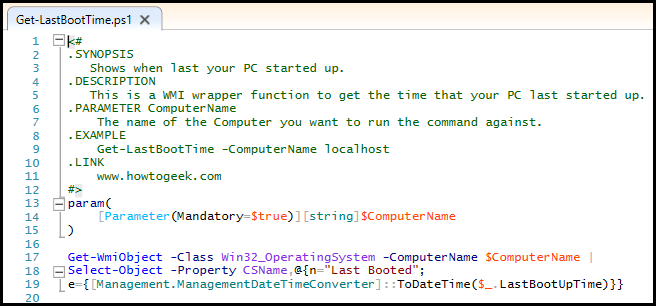 Get-LastBootTime.ps1
1 <#
2 .SYNOPSIS
3 Shows when last your PC started up.
4 .DESCRIPTION
5 This is a WMI wrapper function to get the time that your PC last started up.
6 .PARAMETER ComputerName
7 The name of the Computer you want to run the command against.
8 .EXAMPLE
9 Get-LastBootTime -ComputerName localhost
10 .LINK
11 www.howtogeek.com
12 #>
13 param(
14 [Parameter(Mandatory=$true)][string]$ComputerName
15 )
16
17 Get-WmiObject -Class Win32_OperatingSystem -ComputerName $ComputerName |
18 Select-Object -Property CSName,@{n="Last Booted";
19 e={[Management.ManagementDateTimeConverter]::ToDateTime($_.LastBootUpTime)}}
20